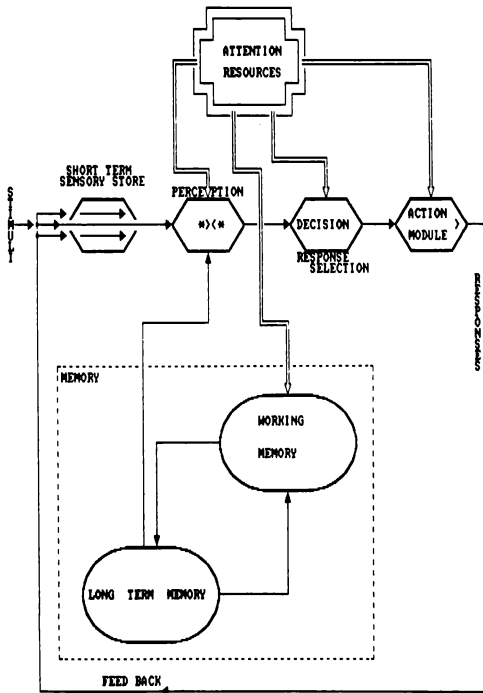 ATTENTION
RESOURCES
SHORT TERM
SENSORY STORE
PERCEPTION
STIMULI
*>(*
DECISION
ACTION >
MODULE
RESPONSE
SELECTION
RESPONSES
MEMORY
WORKING
MEMORY
LONG TERM MEMORY
FEED BACK